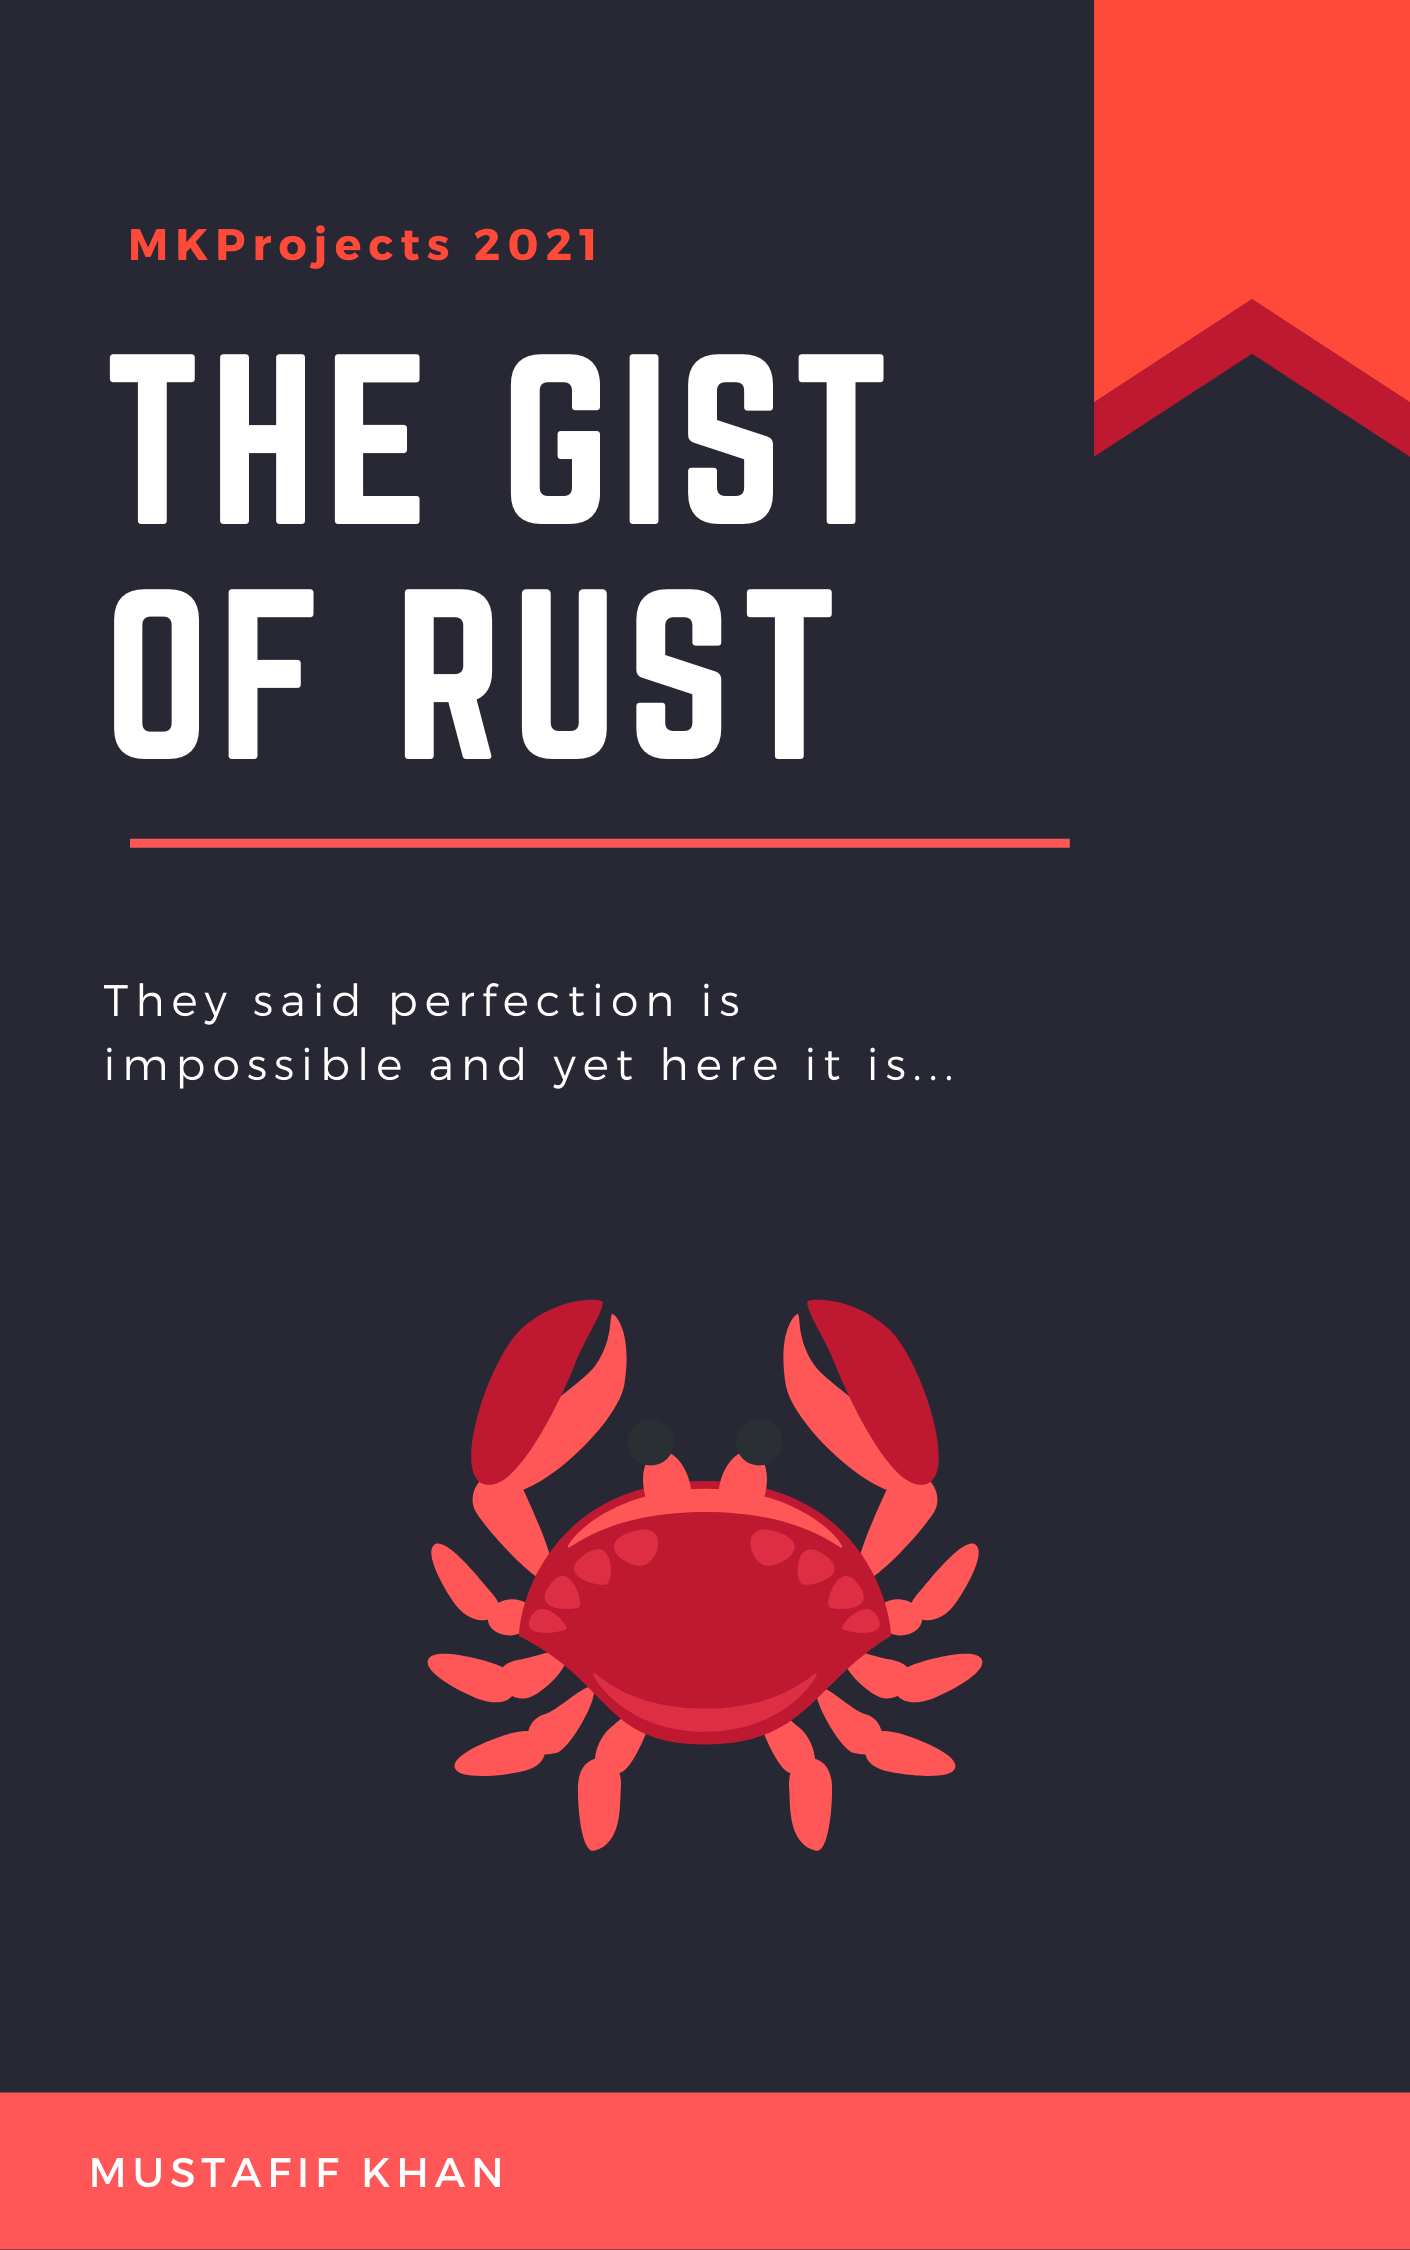 MKProjects 2021
THE GIST
OF RUST
They said perfection is
impossible and yet here it is...
MUSTAFIF KHAN